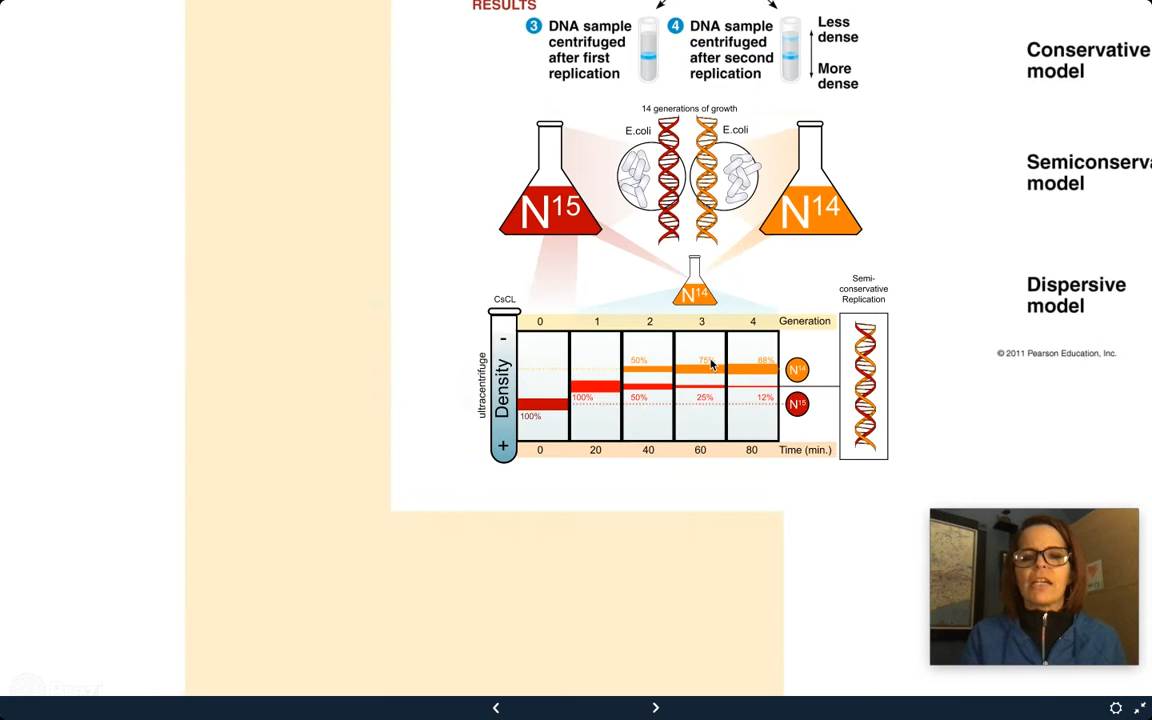 RESULTS
3 DNA sample
centrifuged
after first
replication
4 DNA sample
centrifuged
after second
replication
Less
dense
More
dense
Conservative
model
Semiconserva
model
Dispersive
model
© 2011 Pearson Education, Inc.
14 generations of growth
E.coli
E.coli
N15
N14
N14
Semi-
conservative
Replication
CsCL
0 1 2 3 4 Generation
ultracentrifuge
- Density +
50% 75% 88%
N14
100% 50% 25% 12%
N15
100%
0 20 40 60 80 Time (min.)